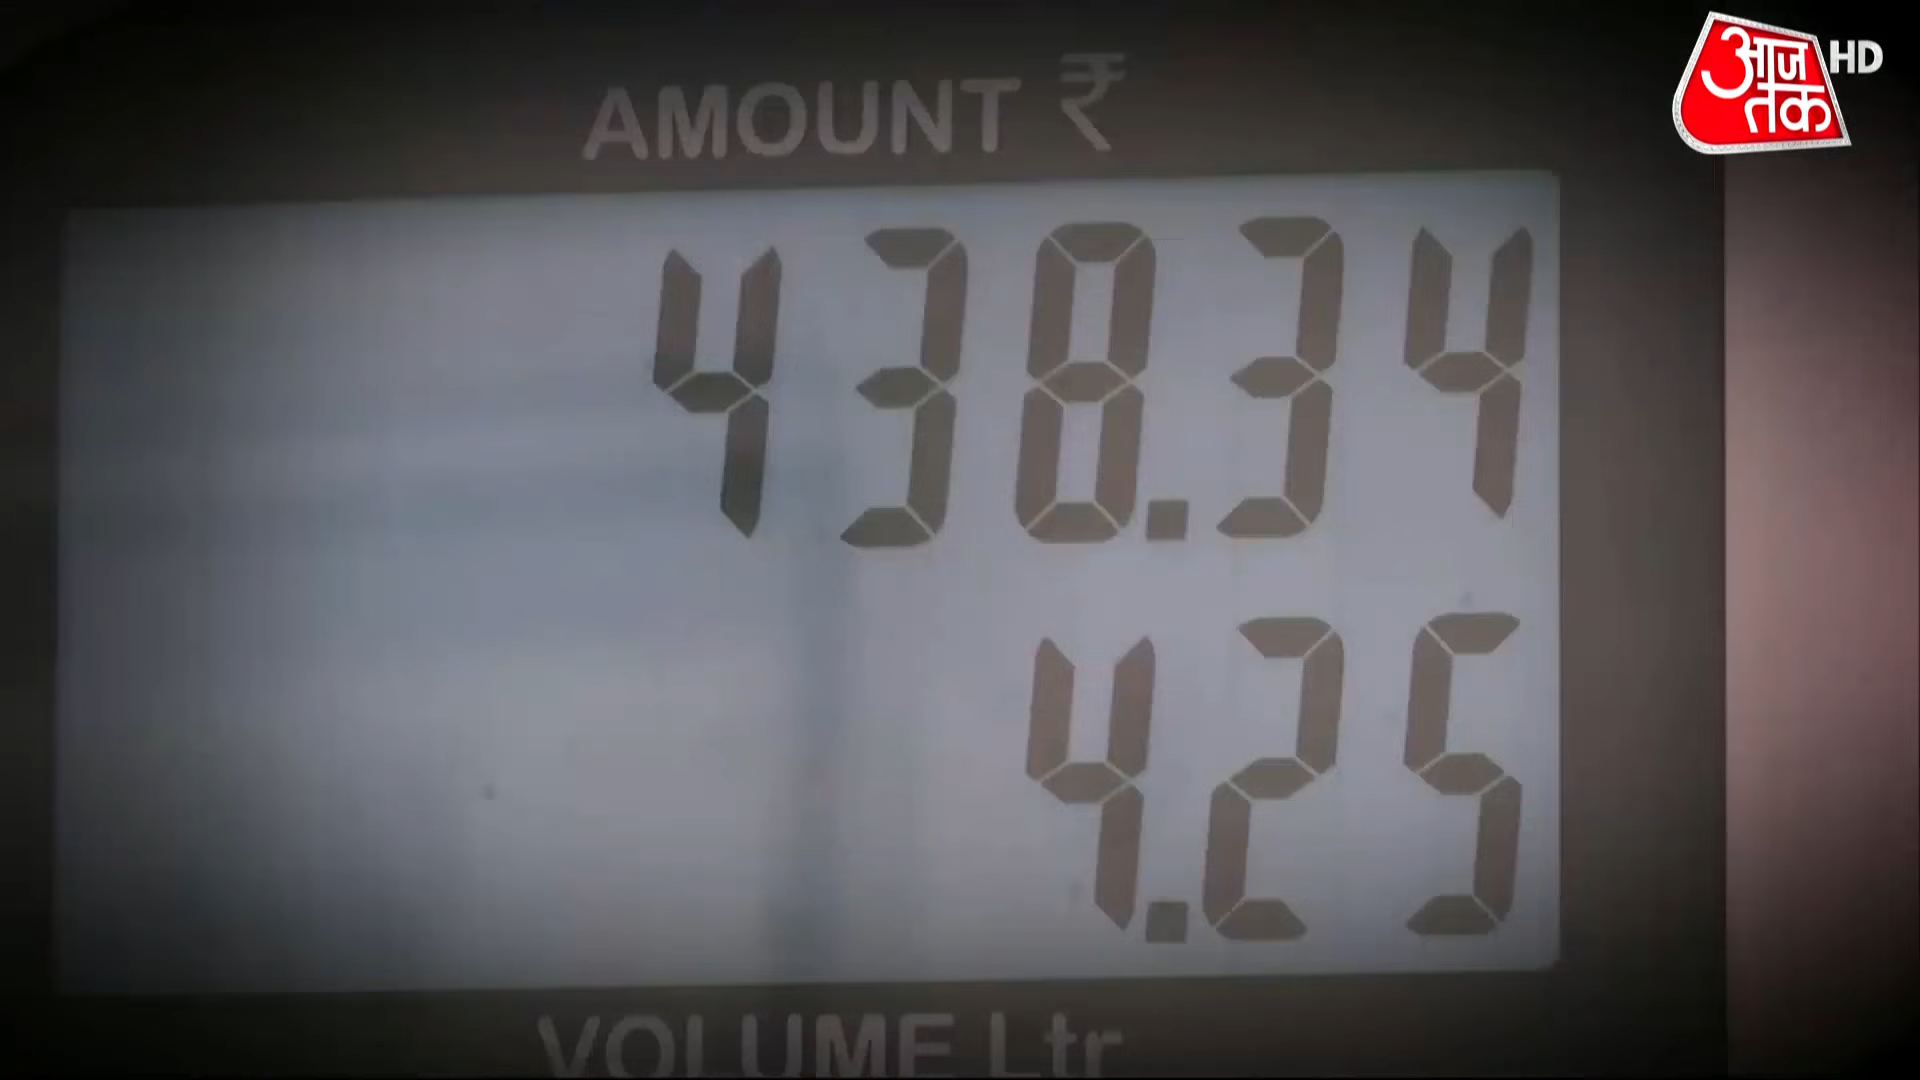 आज
तक HD
AMOUNT ₹
438.34
4.25
VOLUME Ltr